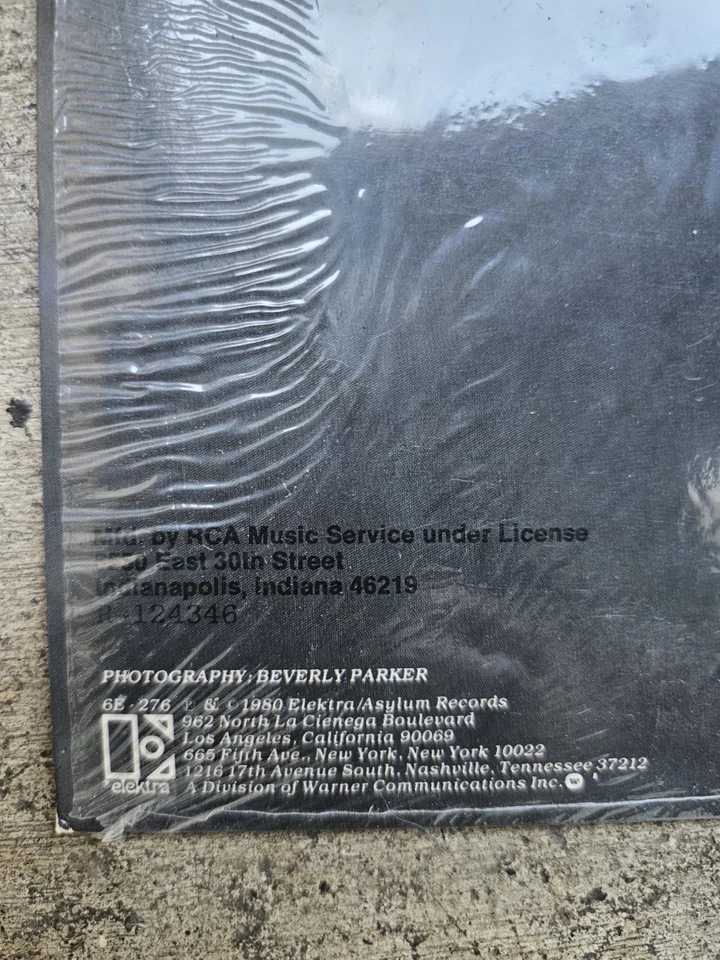 Mfd. by RCA Music Service under License
East 30th Street
Indianapolis, Indiana 46219
R 124346
PHOTOGRAPHY: BEVERLY PARKER
6E-276 ℗ & © 1980 Elektra/Asylum Records
962 North La Cienega Boulevard
Los Angeles, California 90069
665 Fifth Ave., New York, New York 10022
1216 17th Avenue South, Nashville, Tennessee 37212
elektra A Division of Warner Communications Inc. W